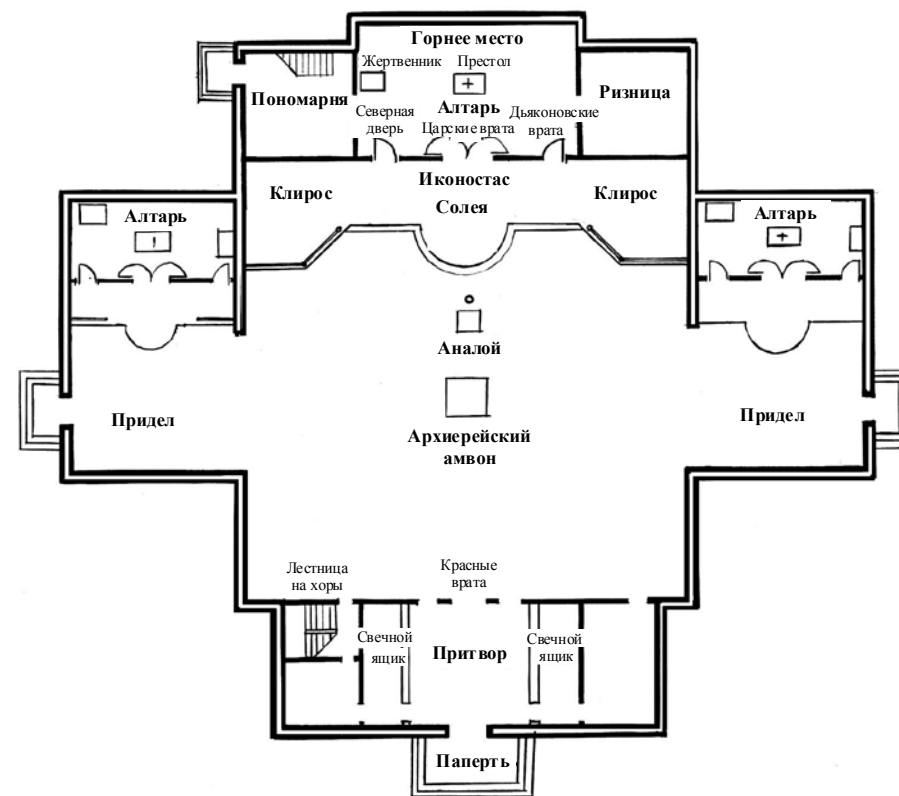 Горнее место
Жертвенник
Престол
Пономарня
Ризница
Алтарь
Северная
дверь
Царские врата
Дьяконовские
врата
Клирос
Иконостас
Солея
Клирос
Алтарь
Алтарь
Аналой
Придел
Архиерейский
амвон
Придел
Лестница
на хоры
Красные
врата
Свечной
ящик
Притвор
Свечной
ящик
Паперть